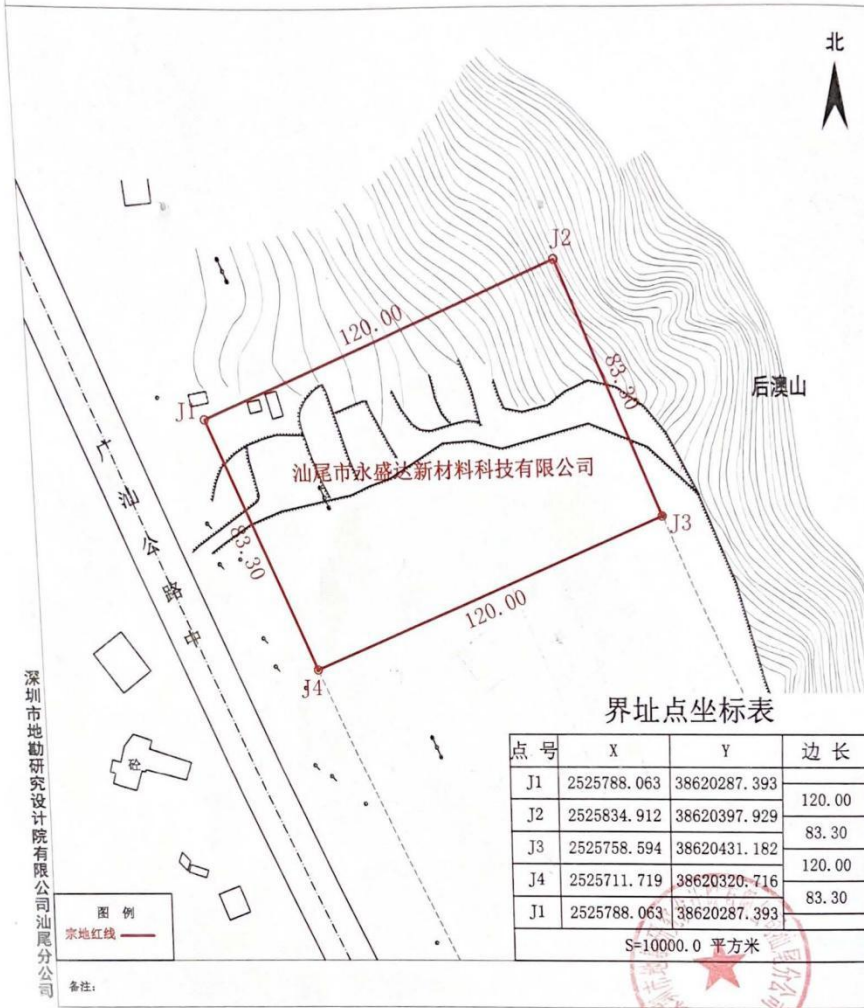 北
J2
120.00
83.30
后澳山
J1
广汕公路中
汕尾市永盛达新材料科技有限公司
83.30
J3
120.00
J4
砼
深圳市地勘研究设计院有限公司汕尾分公司
界址点坐标表
点号 X Y 边长
J1 2525788.063 38620287.393
120.00
J2 2525834.912 38620397.929
83.30
J3 2525758.594 38620431.182
120.00
J4 2525711.719 38620320.716
83.30
J1 2525788.063 38620287.393
S=10000.0 平方米
图 例
宗地红线
备注: